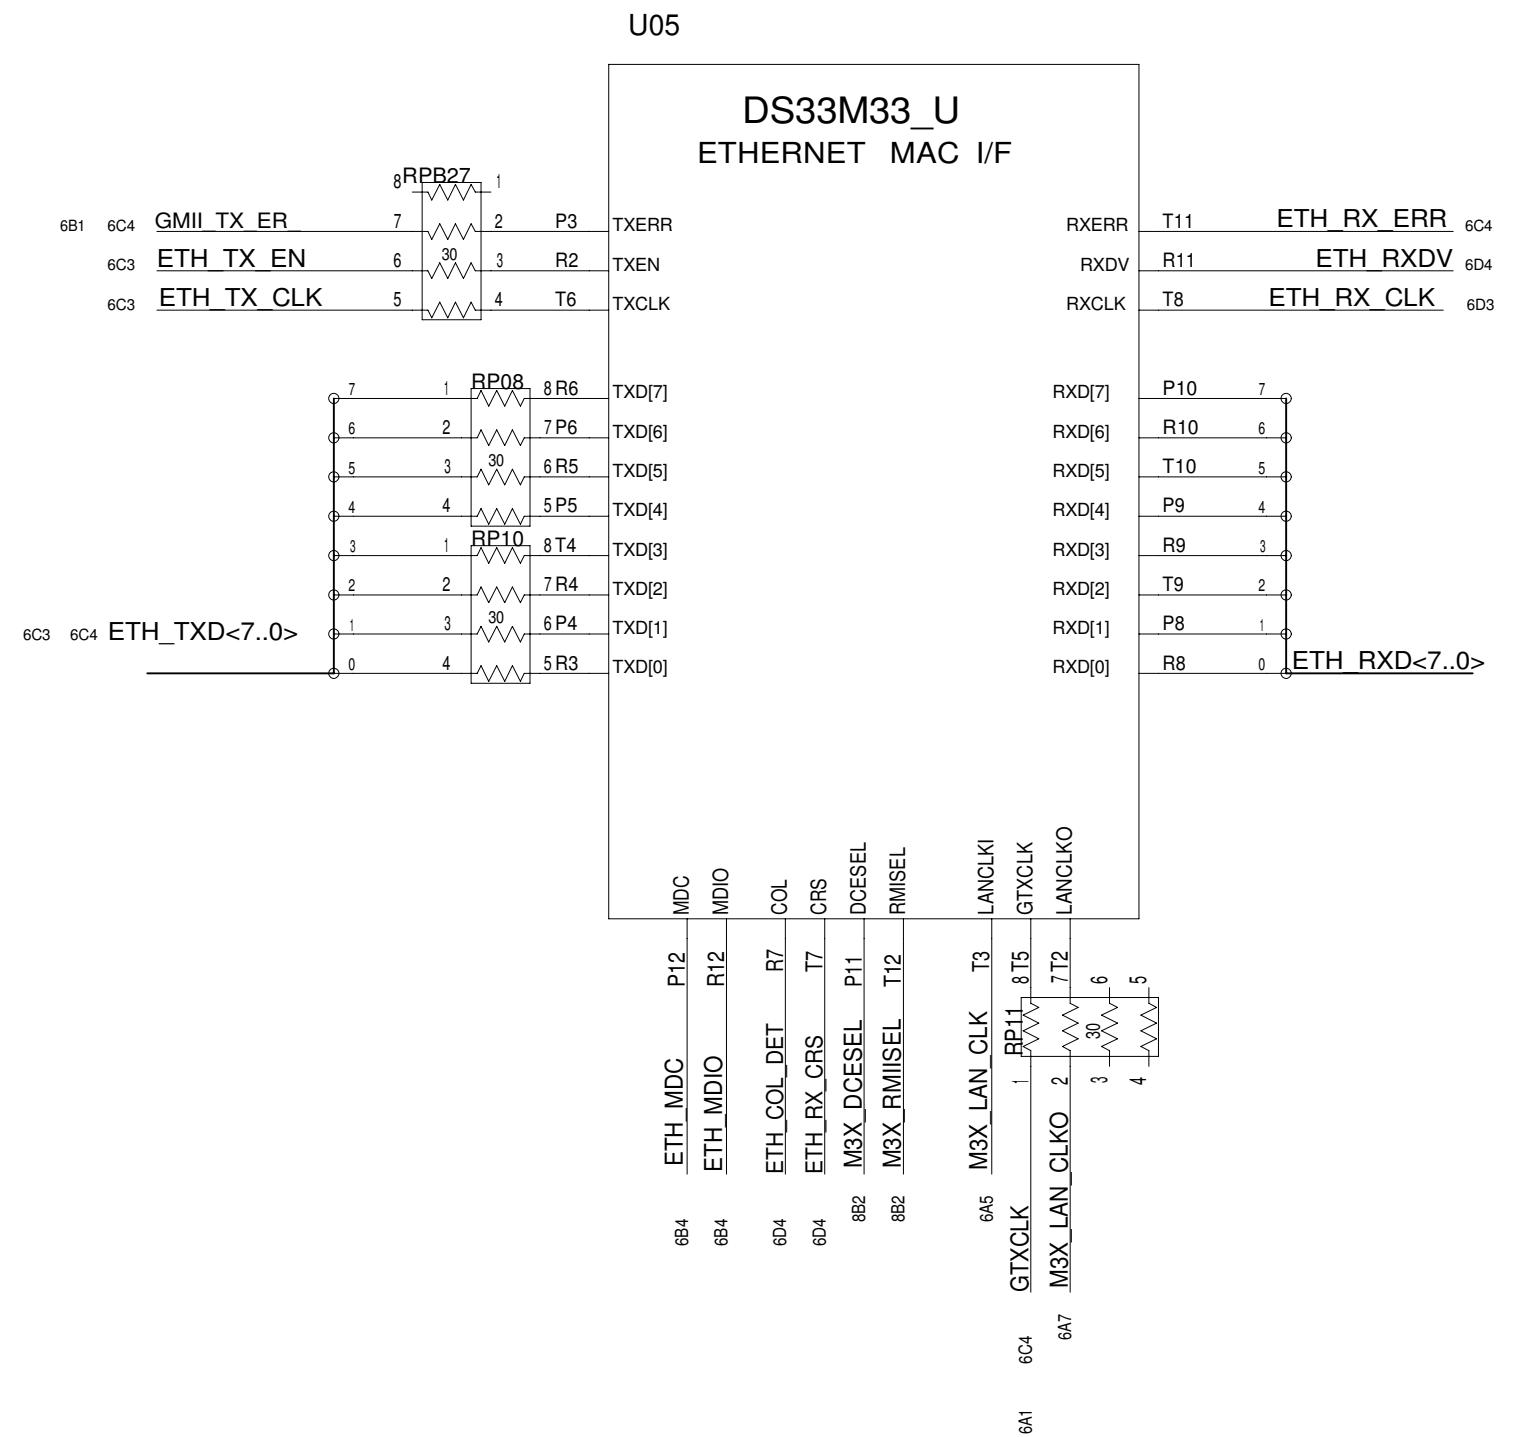 U05
DS33M33_U
ETHERNET MAC I/F
8 RPB27 1
6B1 6C4 GMII_TX_ER 7 2 P3 TXERR RXERR T11 ETH_RX_ERR 6C4
6C3 ETH_TX_EN 6 30 3 R2 TXEN RXDV R11 ETH_RXDV 6D4
6C3 ETH_TX_CLK 5 4 T6 TXCLK RXCLK T8 ETH_RX_CLK 6D3
RP08
7 1 8 R6 TXD[7] RXD[7] P10 7
6 2 7 P6 TXD[6] RXD[6] R10 6
5 3 30 6 R5 TXD[5] RXD[5] T10 5
4 4 5 P5 TXD[4] RXD[4] P9 4
RP10
3 1 8 T4 TXD[3] RXD[3] R9 3
2 2 7 R4 TXD[2] RXD[2] T9 2
6C3 6C4 ETH_TXD<7..0> 1 3 30 6 P4 TXD[1] RXD[1] P8 1
0 4 5 R3 TXD[0] RXD[0] R8 0 ETH_RXD<7..0>
MDC P12 ETH_MDC 6B4
MDIO R12 ETH_MDIO 6B4
COL R7 ETH_COL_DET 6D4
CRS T7 ETH_RX_CRS 6D4
DCESEL P11 M3X_DCESEL 8B2
RMISEL T12 M3X_RMIISEL 8B2
LANCLKI T3 M3X_LAN_CLK 6A5
RP11
GTXCLK 8 T5 1 GTXCLK 6C4 6A1
LANCLKO 7 T2 2 M3X_LAN_CLKO 6A7
6 30 3
5 4